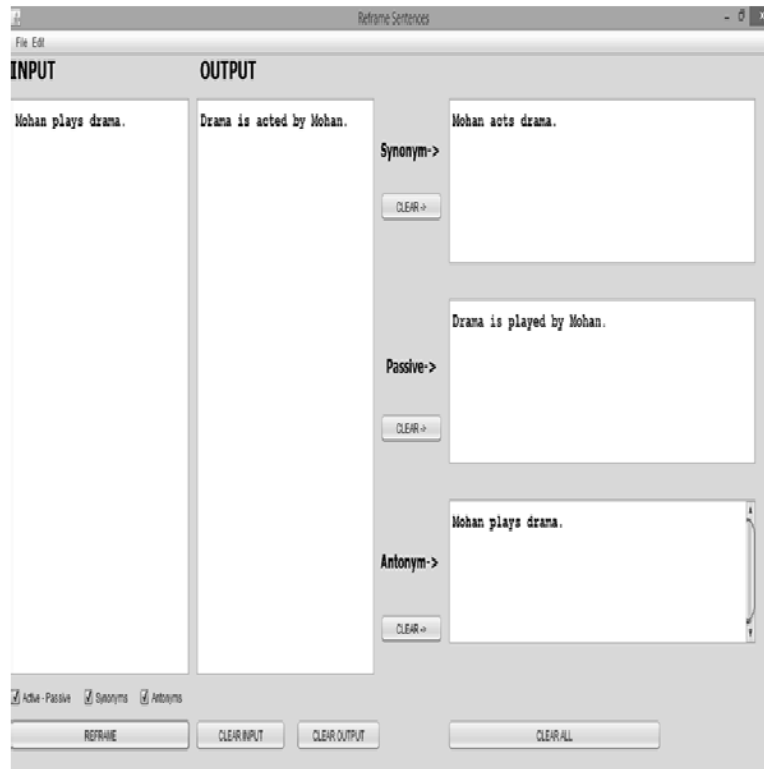 Reframe Sentences
File Edit
INPUT
OUTPUT
Mohan plays drama.
Drama is acted by Mohan.
Synonym->
CLEAR->
Mohan acts drama.
Passive->
CLEAR->
Drama is played by Mohan.
Antonym->
CLEAR->
Mohan plays drama.
Active - Passive Synonyms Antonyms
REFRAME CLEAR INPUT CLEAR OUTPUT CLEAR ALL